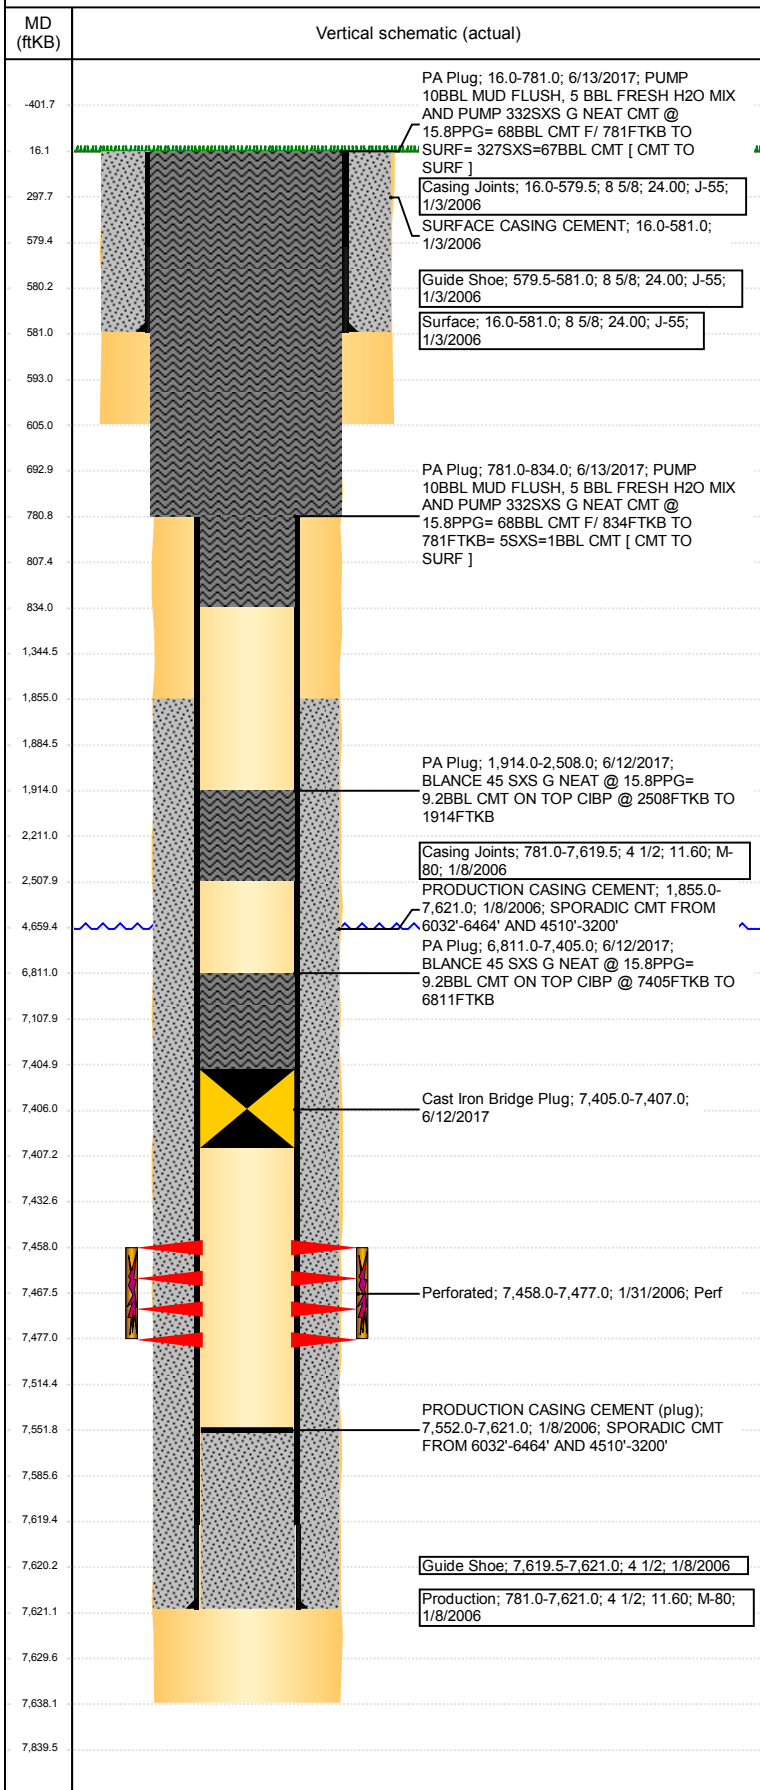 MD
(ftKB)
Vertical schematic (actual)
-401.7
16.1
297.7
579.4
580.2
581.0
593.0
605.0
692.9
780.8
807.4
834.0
1,344.5
1,855.0
1,884.5
1,914.0
2,211.0
2,507.9
4,659.4
6,811.0
7,107.9
7,404.9
7,406.0
7,407.2
7,432.6
7,458.0
7,467.5
7,477.0
7,514.4
7,551.8
7,585.6
7,619.4
7,620.2
7,621.1
7,629.6
7,638.1
7,839.5
PA Plug; 16.0-781.0; 6/13/2017; PUMP
10BBL MUD FLUSH, 5 BBL FRESH H2O MIX
AND PUMP 332SXS G NEAT CMT @
15.8PPG= 68BBL CMT F/ 781FTKB TO
SURF= 327SXS=67BBL CMT [ CMT TO
SURF ]
Casing Joints; 16.0-579.5; 8 5/8; 24.00; J-55;
1/3/2006
SURFACE CASING CEMENT; 16.0-581.0;
1/3/2006
Guide Shoe; 579.5-581.0; 8 5/8; 24.00; J-55;
1/3/2006
Surface; 16.0-581.0; 8 5/8; 24.00; J-55;
1/3/2006
PA Plug; 781.0-834.0; 6/13/2017; PUMP
10BBL MUD FLUSH, 5 BBL FRESH H2O MIX
AND PUMP 332SXS G NEAT CMT @
15.8PPG= 68BBL CMT F/ 834FTKB TO
781FTKB= 5SXS=1BBL CMT [ CMT TO
SURF ]
PA Plug; 1,914.0-2,508.0; 6/12/2017;
BLANCE 45 SXS G NEAT @ 15.8PPG=
9.2BBL CMT ON TOP CIBP @ 2508FTKB TO
1914FTKB
Casing Joints; 781.0-7,619.5; 4 1/2; 11.60; M-
80; 1/8/2006
PRODUCTION CASING CEMENT; 1,855.0-
7,621.0; 1/8/2006; SPORADIC CMT FROM
6032'-6464' AND 4510'-3200'
PA Plug; 6,811.0-7,405.0; 6/12/2017;
BLANCE 45 SXS G NEAT @ 15.8PPG=
9.2BBL CMT ON TOP CIBP @ 7405FTKB TO
6811FTKB
Cast Iron Bridge Plug; 7,405.0-7,407.0;
6/12/2017
Perforated; 7,458.0-7,477.0; 1/31/2006; Perf
PRODUCTION CASING CEMENT (plug);
7,552.0-7,621.0; 1/8/2006; SPORADIC CMT
FROM 6032'-6464' AND 4510'-3200'
Guide Shoe; 7,619.5-7,621.0; 4 1/2; 1/8/2006
Production; 781.0-7,621.0; 4 1/2; 11.60; M-80;
1/8/2006